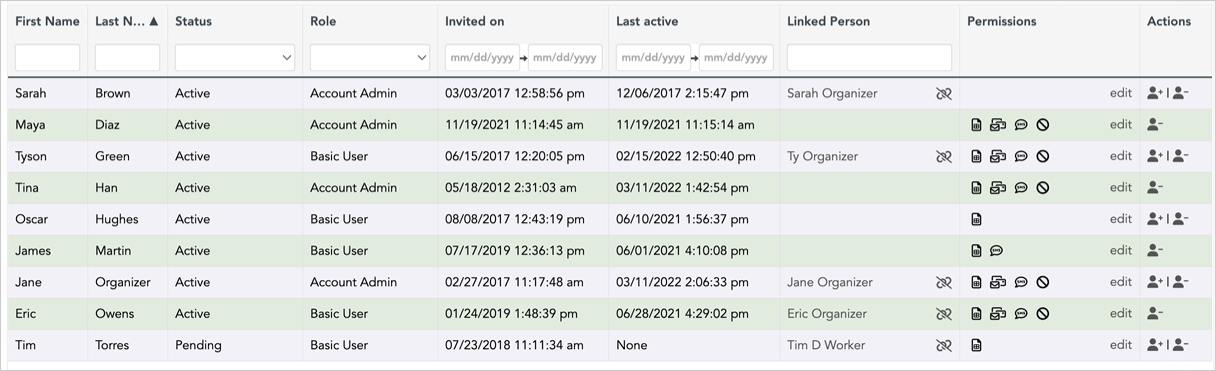 First Name Last N... ▲ Status Role Invited on Last active Linked Person Permissions Actions
mm/dd/yyyy → mm/dd/yyyy mm/dd/yyyy → mm/dd/yyyy
Sarah Brown Active Account Admin 03/03/2017 12:58:56 pm 12/06/2017 2:15:47 pm Sarah Organizer edit + | -
Maya Diaz Active Account Admin 11/19/2021 11:14:45 am 11/19/2021 11:15:14 am edit -
Tyson Green Active Basic User 06/15/2017 12:20:05 pm 02/15/2022 12:50:40 pm Ty Organizer edit + | -
Tina Han Active Account Admin 05/18/2012 2:31:03 am 03/11/2022 1:42:54 pm edit -
Oscar Hughes Active Basic User 08/08/2017 12:43:19 pm 06/10/2021 1:56:37 pm edit + | -
James Martin Active Basic User 07/17/2019 12:36:13 pm 06/01/2021 4:10:08 pm edit -
Jane Organizer Active Account Admin 02/27/2017 11:17:48 am 03/11/2022 2:06:33 pm Jane Organizer edit + | -
Eric Owens Active Basic User 01/24/2019 1:48:39 pm 06/28/2021 4:29:02 pm Eric Organizer edit -
Tim Torres Pending Basic User 07/23/2018 11:11:34 am None Tim D Worker edit + | -